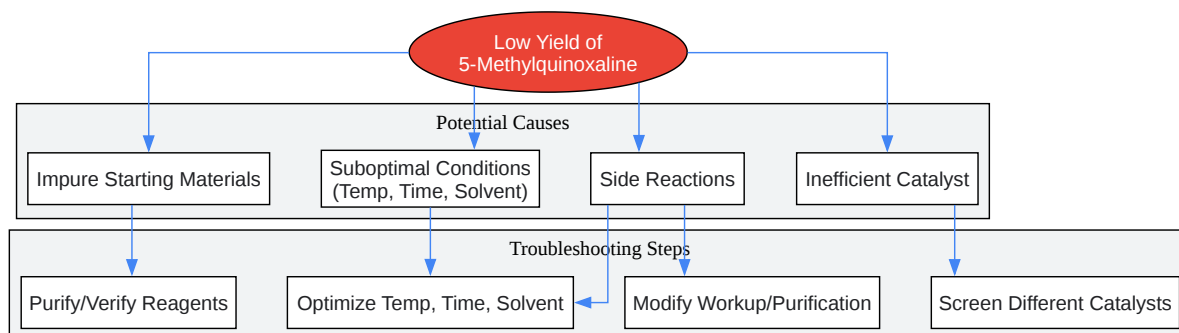 Low Yield of
5-Methylquinoxaline
Potential Causes
Impure Starting Materials
Suboptimal Conditions
(Temp, Time, Solvent)
Side Reactions
Inefficient Catalyst
Troubleshooting Steps
Purify/Verify Reagents
Optimize Temp, Time, Solvent
Modify Workup/Purification
Screen Different Catalysts